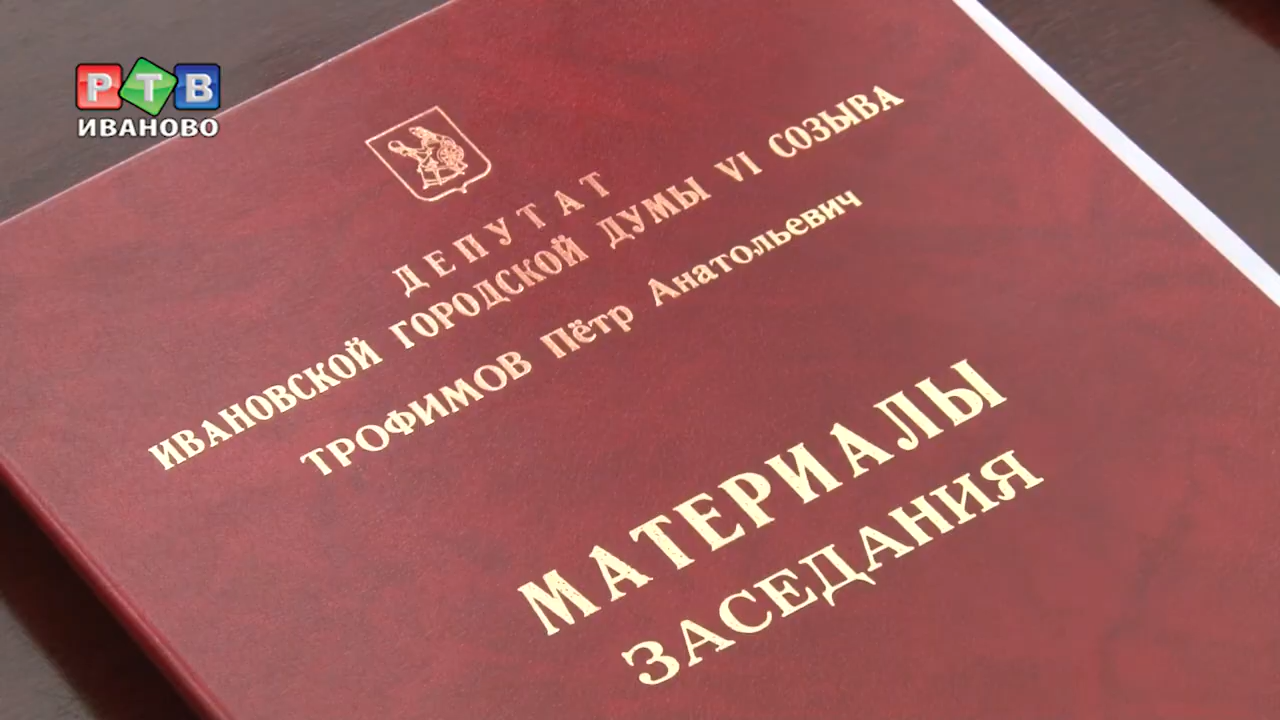 РТВ
ИВАНОВО
ДЕПУТАТ
ИВАНОВСКОЙ ГОРОДСКОЙ ДУМЫ VI СОЗЫВА
ТРОФИМОВ Пётр Анатольевич
МАТЕРИАЛЫ
ЗАСЕДАНИЯ